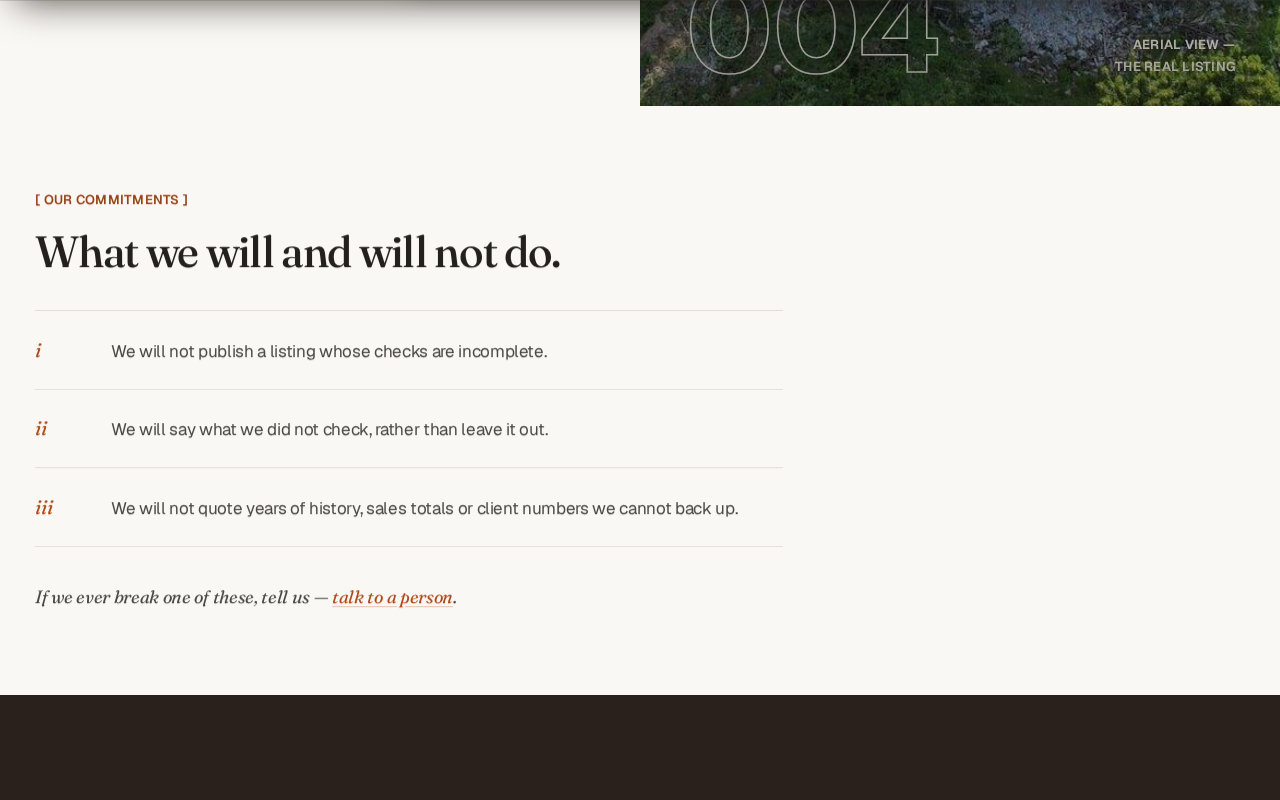 004
AERIAL VIEW —
THE REAL LISTING
[ OUR COMMITMENTS ]
What we will and will not do.
i We will not publish a listing whose checks are incomplete.
ii We will say what we did not check, rather than leave it out.
iii We will not quote years of history, sales totals or client numbers we cannot back up.
If we ever break one of these, tell us — talk to a person.